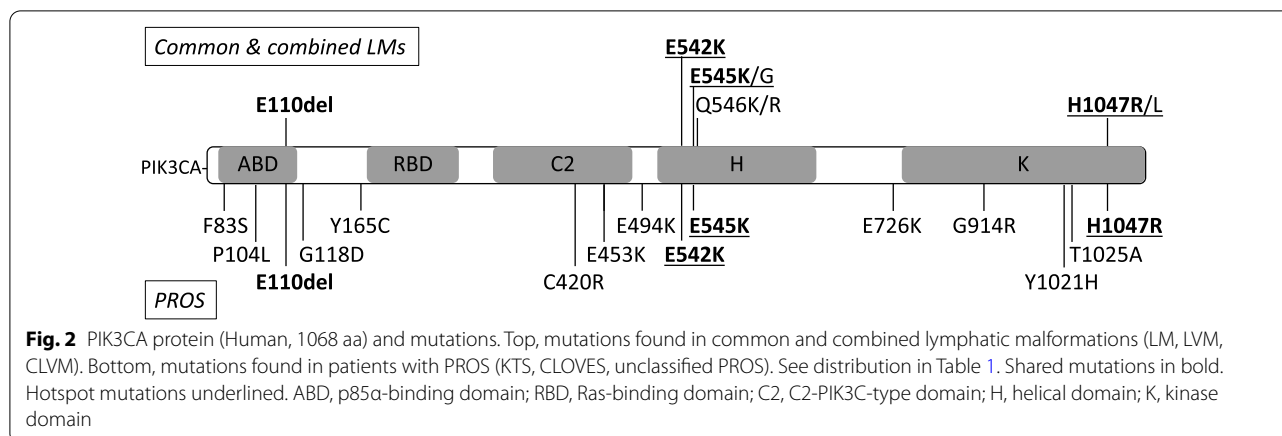 Common & combined LMs
E542K
E545K/G
E110del
Q546K/R
H1047R/L
PIK3CA-
ABD
RBD
C2
H
K
F83S
Y165C
E494K
E545K
E726K
G914R
H1047R
P104L
G118D
E453K
E542K
T1025A
E110del
C420R
Y1021H
PROS
Fig. 2 PIK3CA protein (Human, 1068 aa) and mutations. Top, mutations found in common and combined lymphatic malformations (LM, LVM,
CLVM). Bottom, mutations found in patients with PROS (KTS, CLOVES, unclassified PROS). See distribution in Table 1. Shared mutations in bold.
Hotspot mutations underlined. ABD, p85α-binding domain; RBD, Ras-binding domain; C2, C2-PIK3C-type domain; H, helical domain; K, kinase
domain